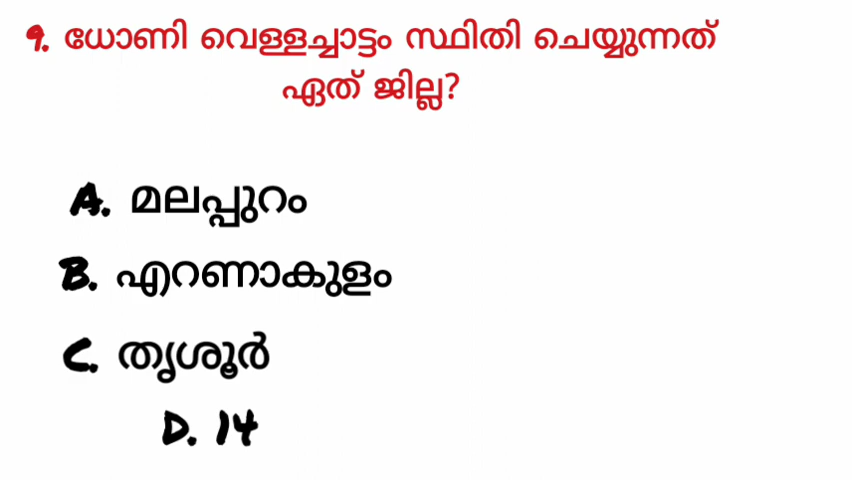 9. ധോണി വെള്ളച്ചാട്ടം സ്ഥിതി ചെയ്യുന്നത്
ഏത് ജില്ല?
A. മലപ്പുറം
B. എറണാകുളം
C. തൃശൂർ
D. 14